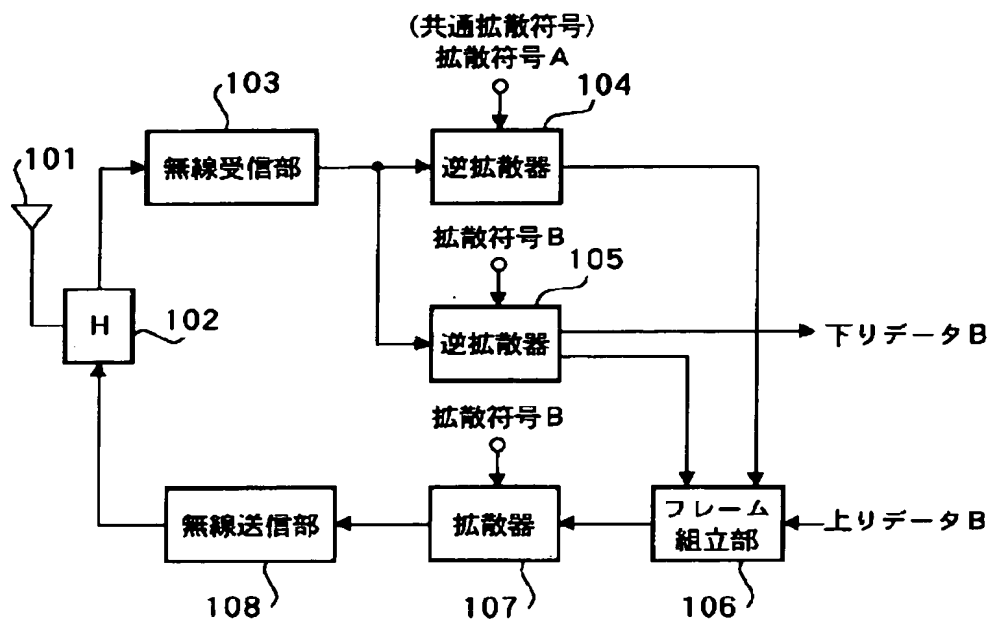 (共通拡散符号)
拡散符号A
103
104
101
無線受信部
逆拡散器
拡散符号B
105
H
102
逆拡散器
下りデータB
拡散符号B
無線送信部
拡散器
フレーム
組立部
上りデータB
108
107
106